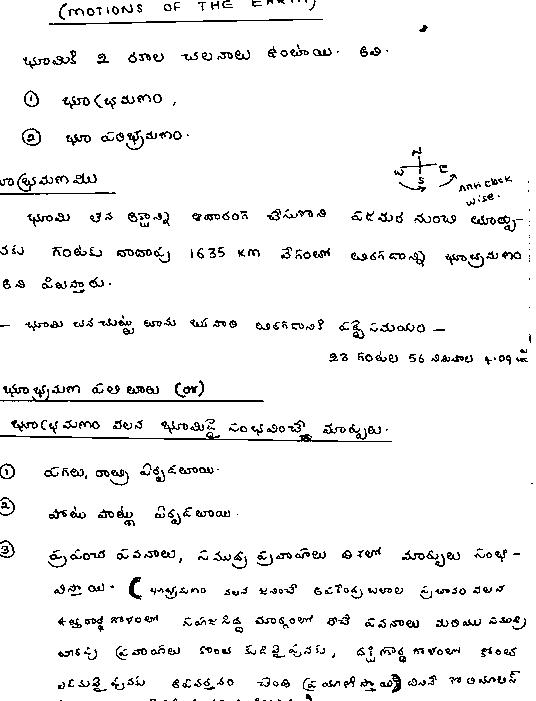 (MOTIONS OF THE EARTH)
భూమికి 2 రకాల చలనాలు ఉంటాయి. అవి.
① భూభ్రమణం,
② భూ పరిభ్రమణం.
N
W E
S
Anti clock
wise.
భూభ్రమణము
భూమి తన అక్షాన్ని ఆధారంగా చేసుకొని పడమర నుంచి తూర్పు-
నకు గంటకు దాదాపు 1635 KM వేగంతో తిరగడాన్ని భూభ్రమణం
అని పిలుస్తారు.
– భూమి తన చుట్టు తాను ఒకసారి తిరగడానికి పట్టే సమయం –
23 గంటల 56 నిమిషాల 4.09 సె
భూభ్రమణ ఫలితాలు (or)
భూభ్రమణం వలన భూమిపై సంభవించే మార్పులు.
① పగలు, రాత్రు ఏర్పడతాయి.
② పోటు పాట్లు ఏర్పడతాయి.
③ ప్రపంచ పవనాలు, సముద్ర ప్రవాహాలు దిశలో మార్పులు సంభ-
విస్తాయి. (భూభ్రమణం వలన జనించే అపకేంద్ర బలాల ప్రభావం వలన
ఉత్తరార్థ గోళంలో సహజసిద్ధ మార్గంలో వీచే పవనాలు మరియు సముద్ర
ప్రవాహాలు కొంత కుడివైపునకు, దక్షిణార్థ గోళంలో కొంత
ఎడమవైపునకు అపవర్తనం చెంది ప్రయాణిస్తాయి)